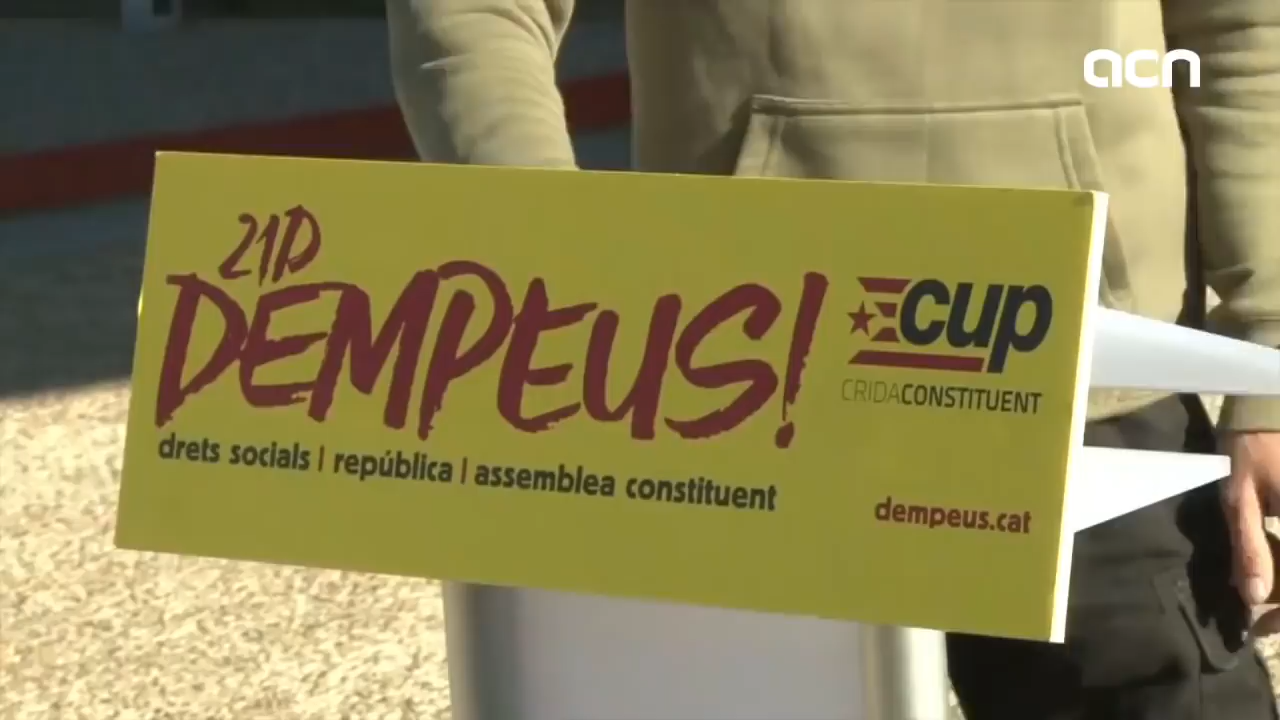 acn
21D
DEMPEUS!
cup
CRIDACONSTITUENT
drets socials | república | assemblea constituent
dempeus.cat